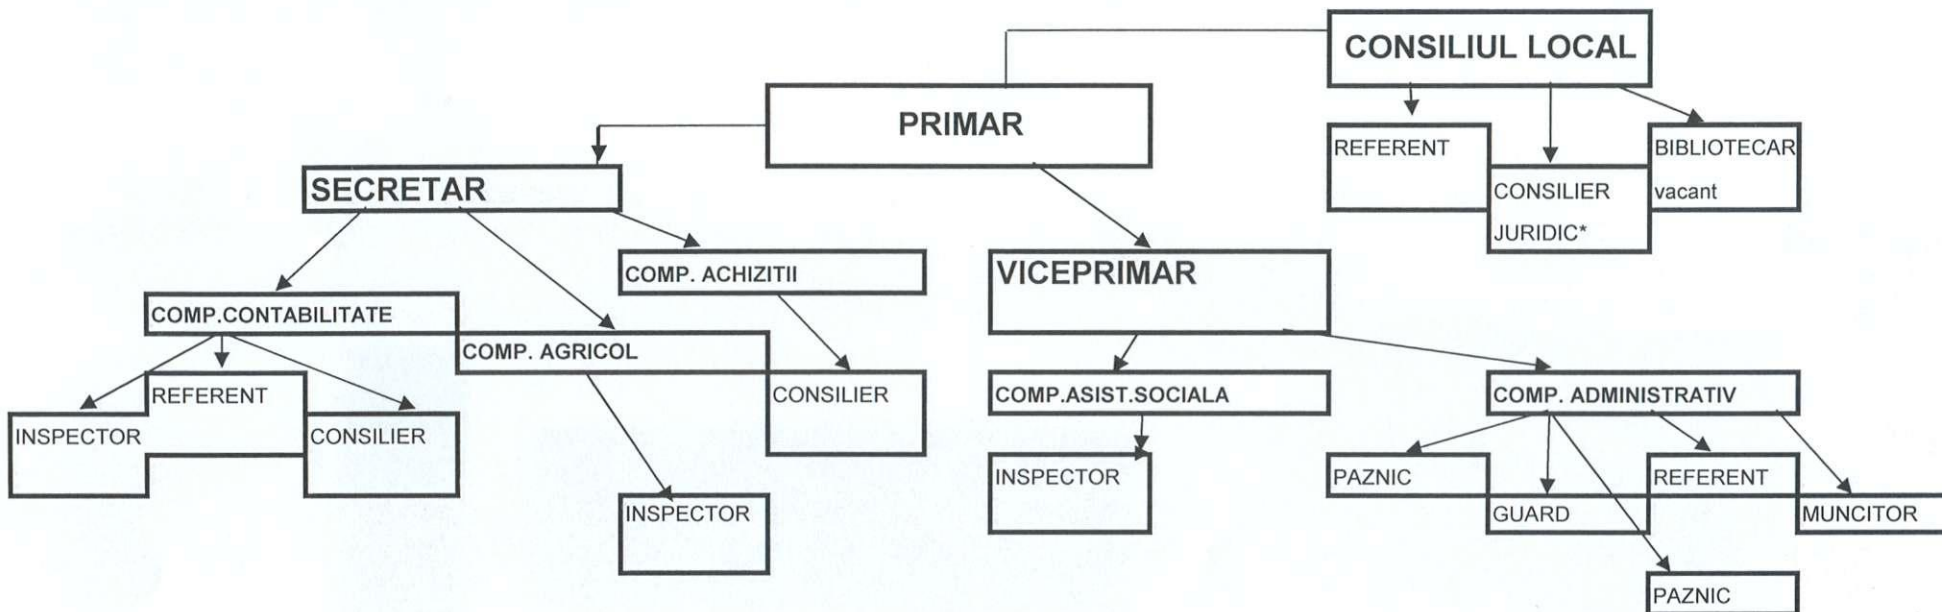 CONSILIUL LOCAL
PRIMAR
REFERENT
BIBLIOTECAR
vacant
CONSILIER
JURIDIC*
SECRETAR
COMP. ACHIZITII
VICEPRIMAR
COMP.CONTABILITATE
COMP. AGRICOL
REFERENT
CONSILIER
COMP.ASIST.SOCIALA
COMP. ADMINISTRATIV
INSPECTOR
CONSILIER
INSPECTOR
PAZNIC
REFERENT
INSPECTOR
GUARD
MUNCITOR
PAZNIC